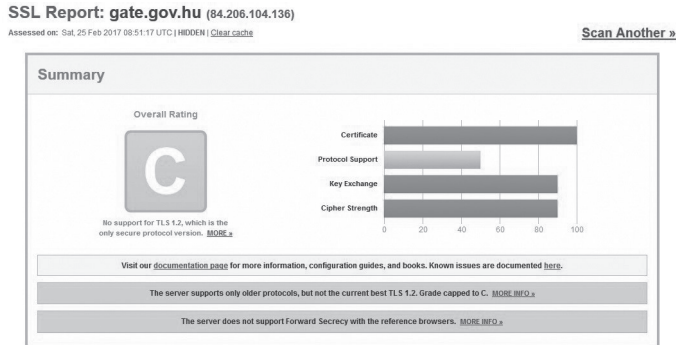 SSL Report: gate.gov.hu (84.206.104.136)
Assessed on: Sat, 25 Feb 2017 08:51:17 UTC | HIDDEN | Clear cache
Scan Another »
Summary
Overall Rating
C
No support for TLS 1.2, which is the
only secure protocol version. MORE »
Certificate
Protocol Support
Key Exchange
Cipher Strength
0 20 40 60 80 100
Visit our documentation page for more information, configuration guides, and books. Known issues are documented here.
The server supports only older protocols, but not the current best TLS 1.2. Grade capped to C. MORE INFO »
The server does not support Forward Secrecy with the reference browsers. MORE INFO »